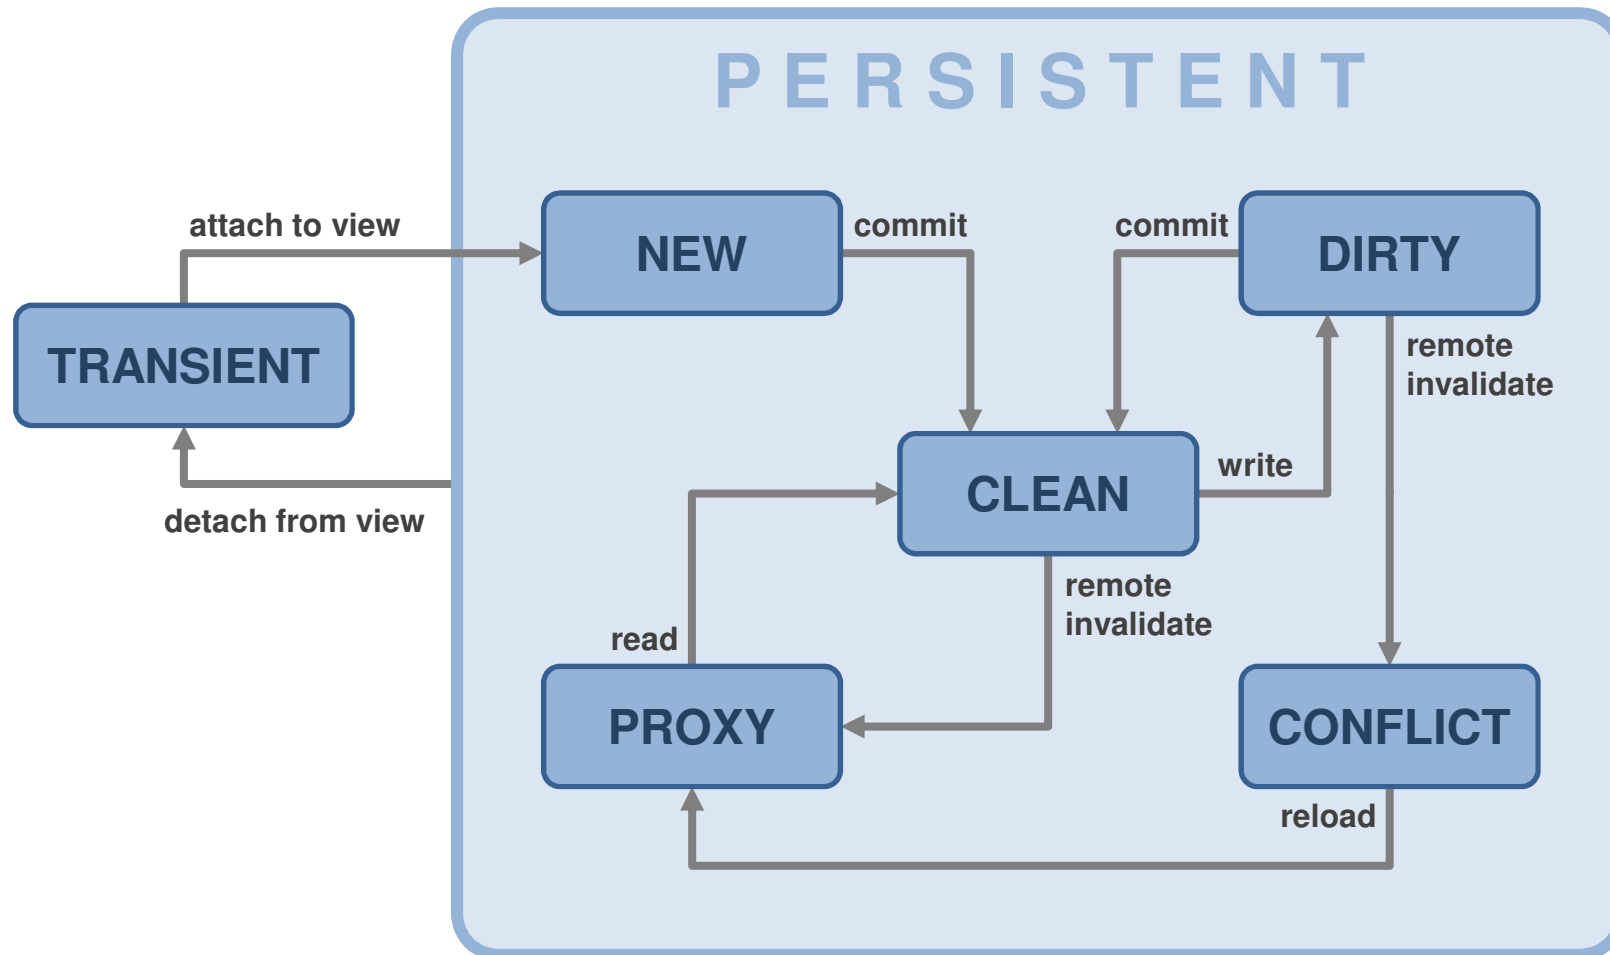 PERSISTENT
attach to view
NEW
commit
commit
DIRTY
TRANSIENT
remote
invalidate
detach from view
write
CLEAN
remote
invalidate
read
PROXY
CONFLICT
reload